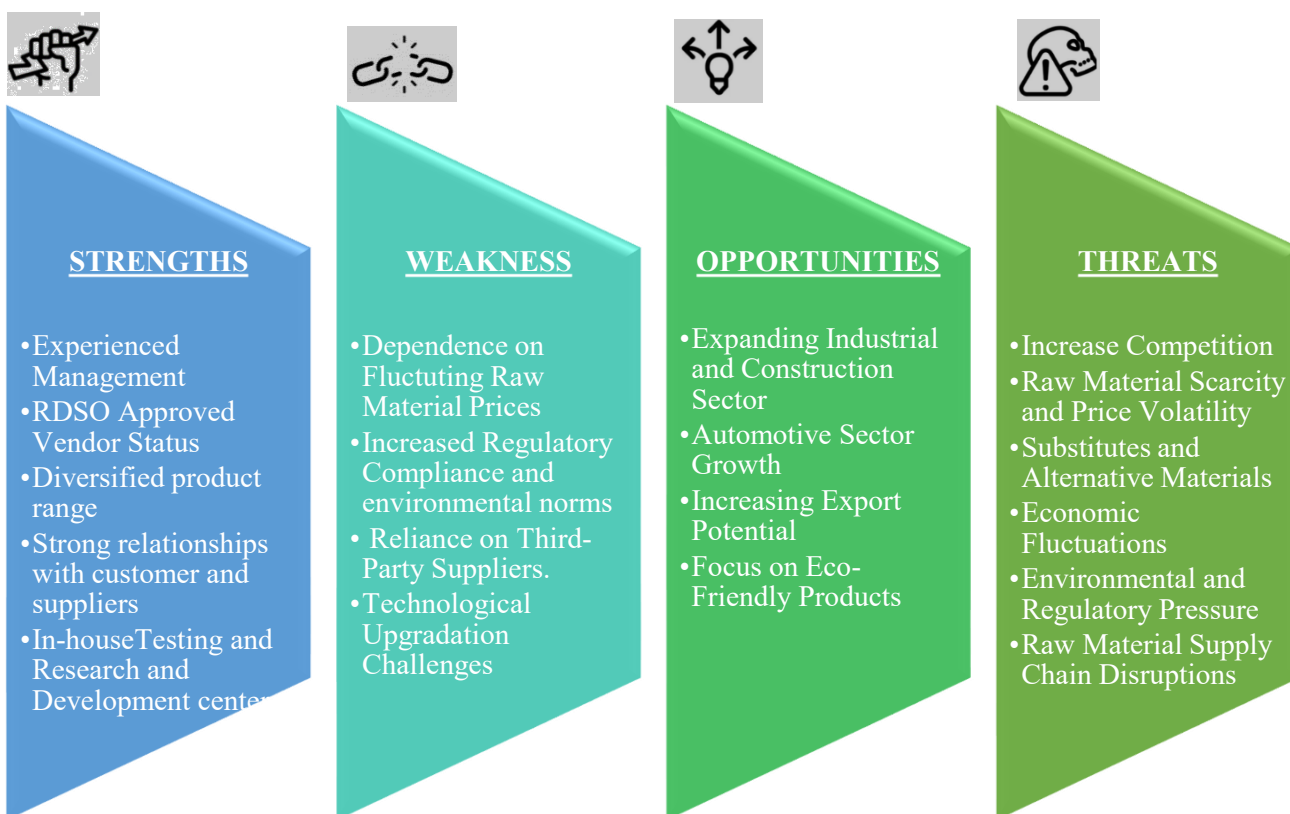 STRENGTHS
•Experienced
Management
•RDSO Approved
Vendor Status
•Diversified product
range
•Strong relationships
with customer and
suppliers
•In-houseTesting and
Research and
Development center
WEAKNESS
•Dependence on
Fluctuting Raw
Material Prices
•Increased Regulatory
Compliance and
environmental norms
• Reliance on Third-
Party Suppliers.
•Technological
Upgradation
Challenges
OPPORTUNITIES
•Expanding Industrial
and Construction
Sector
•Automotive Sector
Growth
•Increasing Export
Potential
•Focus on Eco-
Friendly Products
THREATS
•Increase Competition
•Raw Material Scarcity
and Price Volatility
•Substitutes and
Alternative Materials
•Economic
Fluctuations
•Environmental and
Regulatory Pressure
•Raw Material Supply
Chain Disruptions